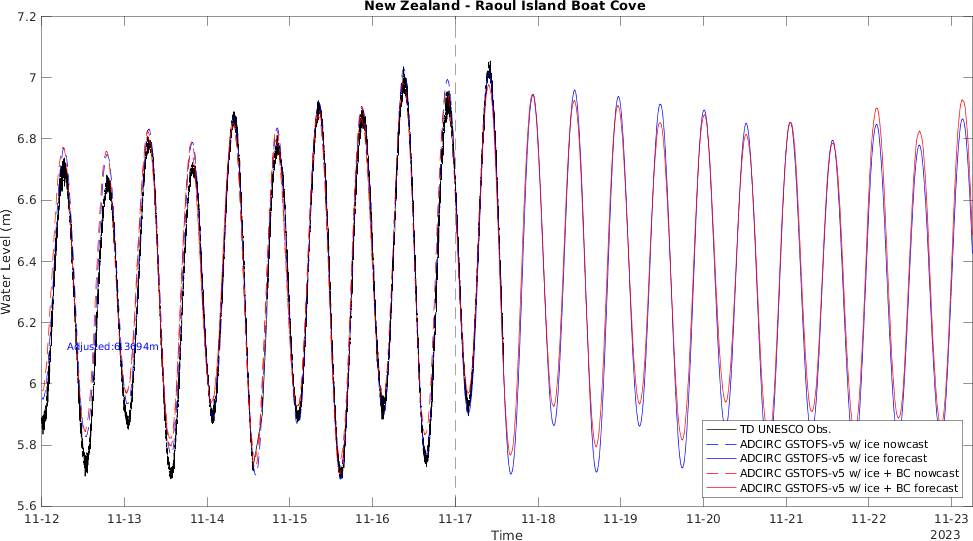 New Zealand - Raoul Island Boat Cove
7.2
7
6.8
6.6
6.4
6.2
6
5.8
5.6
Water Level (m)
Adjusted:6.3694m
TD UNESCO Obs.
ADCIRC GSTOFS-v5 w/ ice nowcast
ADCIRC GSTOFS-v5 w/ ice forecast
ADCIRC GSTOFS-v5 w/ ice + BC nowcast
ADCIRC GSTOFS-v5 w/ ice + BC forecast
11-12 11-13 11-14 11-15 11-16 11-17 11-18 11-19 11-20 11-21 11-22 11-23
Time
2023